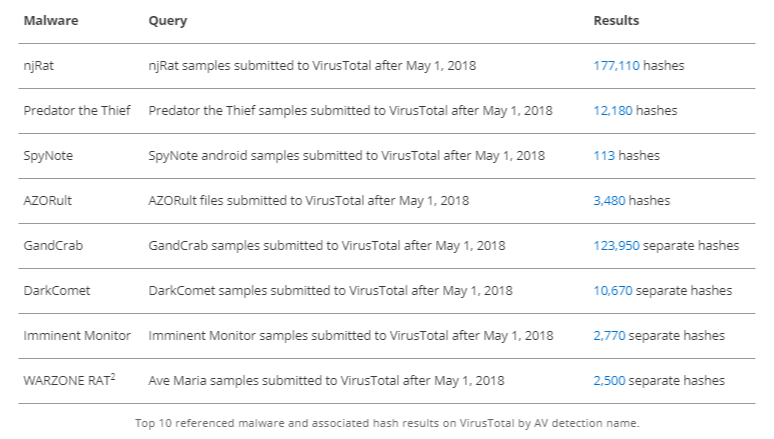 Malware Query Results
njRat njRat samples submitted to VirusTotal after May 1, 2018 177,110 hashes
Predator the Thief Predator the Thief samples submitted to VirusTotal after May 1, 2018 12,180 hashes
SpyNote SpyNote android samples submitted to VirusTotal after May 1, 2018 113 hashes
AZORult AZORult files submitted to VirusTotal after May 1, 2018 3,480 hashes
GandCrab GandCrab samples submitted to VirusTotal after May 1, 2018 123,950 separate hashes
DarkComet DarkComet samples submitted to VirusTotal after May 1, 2018 10,670 separate hashes
Imminent Monitor Imminent Monitor samples submitted to VirusTotal after May 1, 2018 2,770 separate hashes
WARZONE RAT² Ave Maria samples submitted to VirusTotal after May 1, 2018 2,500 separate hashes
Top 10 referenced malware and associated hash results on VirusTotal by AV detection name.